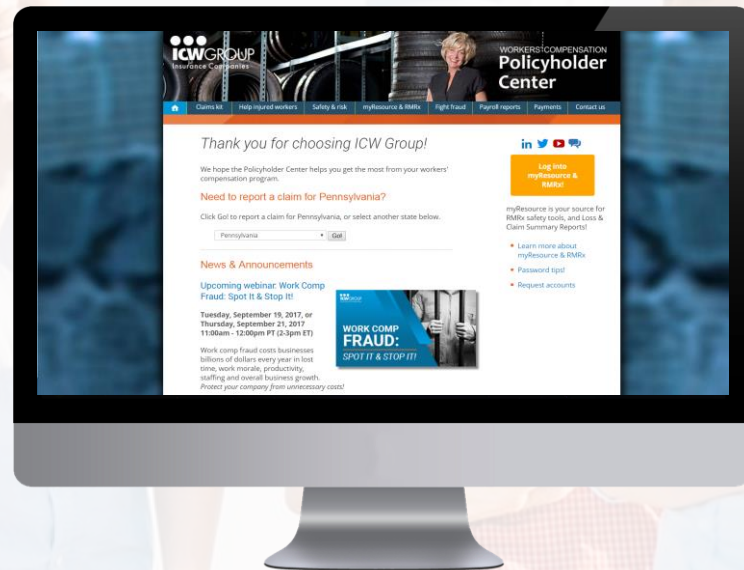 ICWGROUP
Insurance Companies
WORKERS' COMPENSATION
Policyholder
Center
Claims kit Help injured workers Safety & risk myResource & RMRx Fight fraud Payroll reports Payments Contact us
Thank you for choosing ICW Group!
We hope the Policyholder Center helps you get the most from your workers'
compensation program.
Need to report a claim for Pennsylvania?
Click Go! to report a claim for Pennsylvania, or select another state below.
Pennsylvania Go!
News & Announcements
Upcoming webinar: Work Comp
Fraud: Spot It & Stop It!
Tuesday, September 19, 2017, or
Thursday, September 21, 2017
11:00am - 12:00pm PT (2-3pm ET)
Work comp fraud costs businesses
billions of dollars every year in lost
time, work morale, productivity,
staffing and overall business growth.
Protect your company from unnecessary costs!
ICWGROUP
WORK COMP
FRAUD:
SPOT IT & STOP IT!
in
Log into
myResource &
RMRx!
myResource is your source for
RMRx safety tools, and Loss &
Claim Summary Reports!
Learn more about
myResource & RMRx
Password tips!
Request accounts